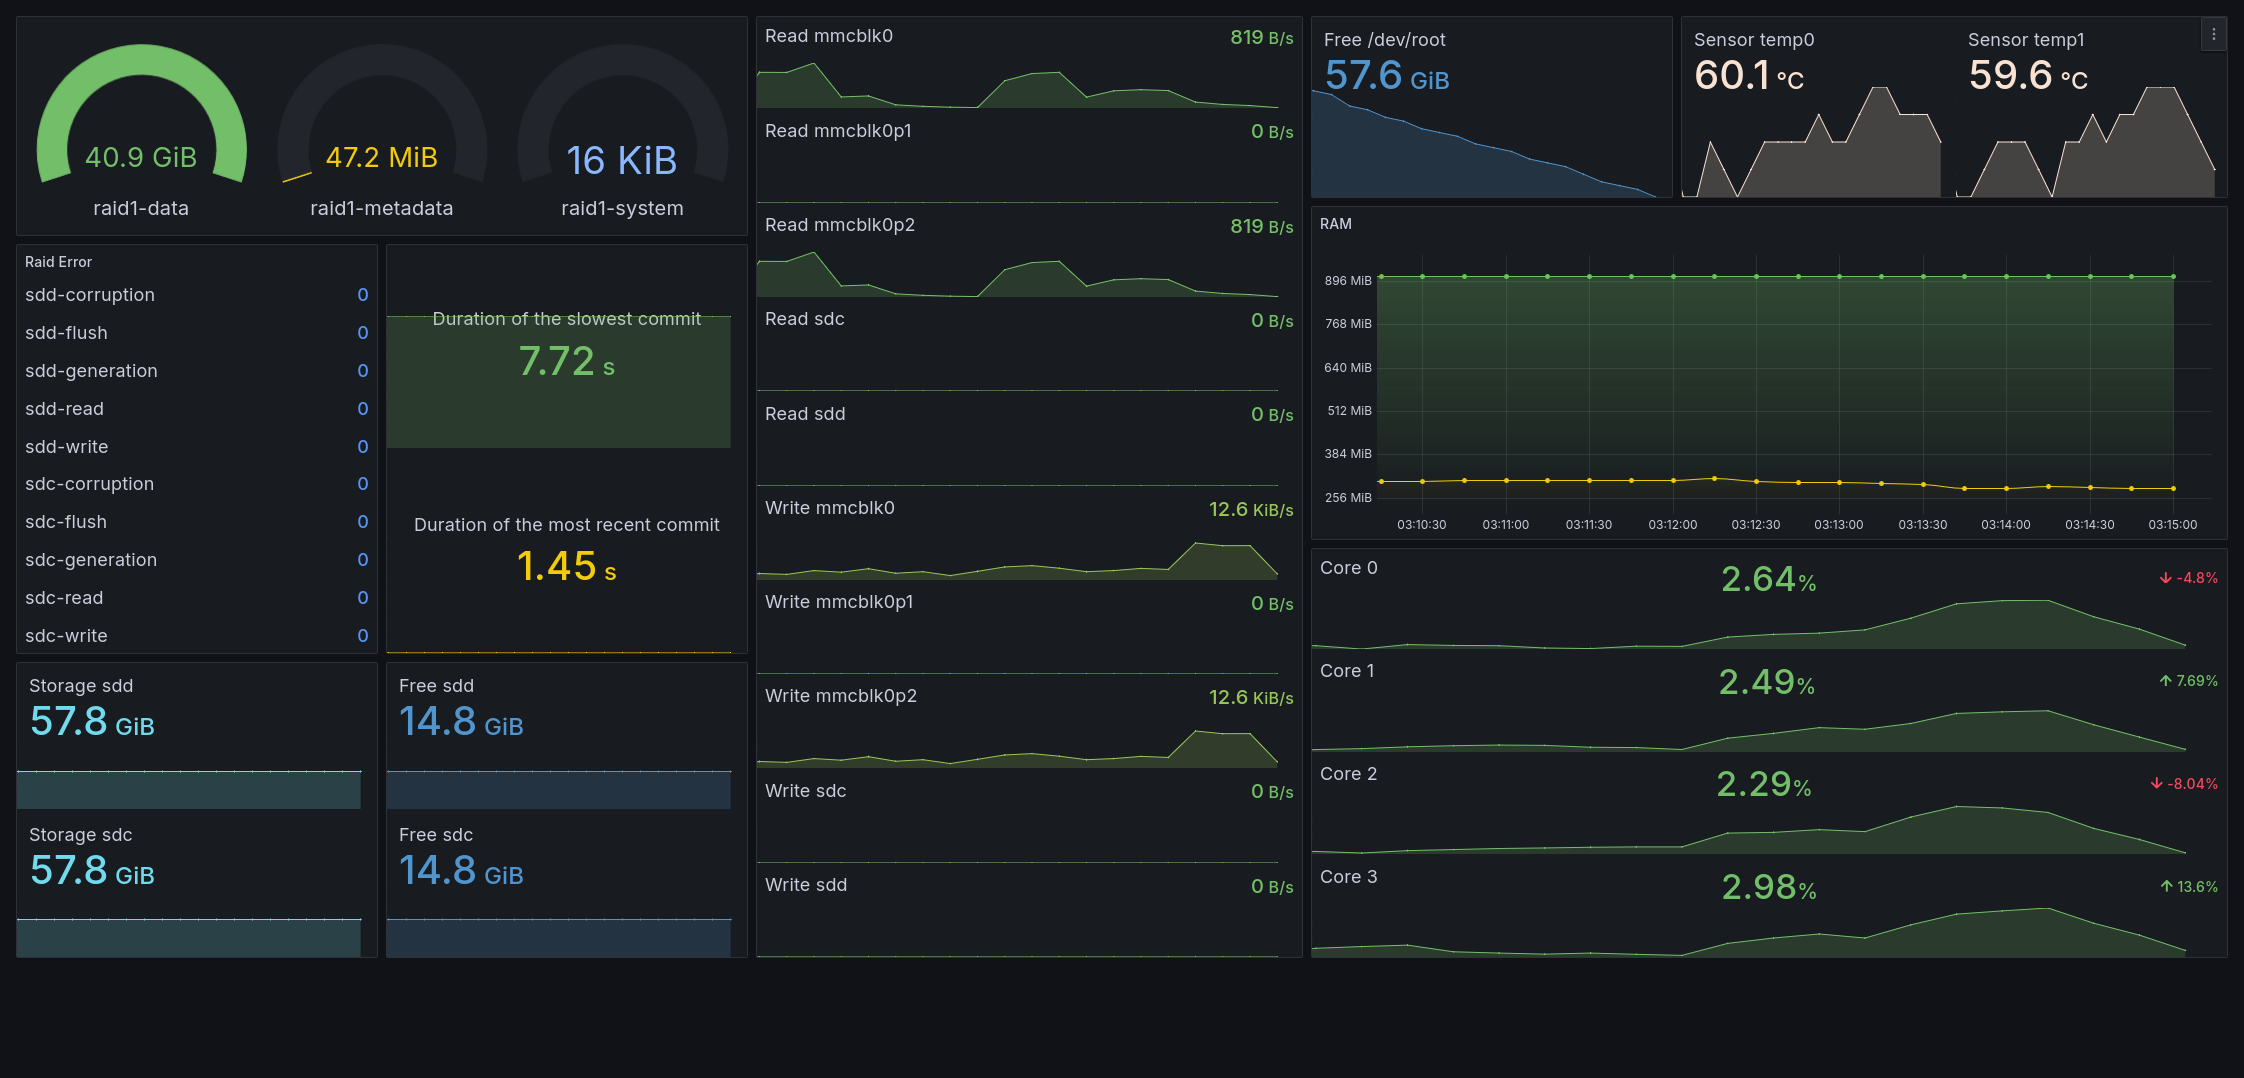 40.9 GiB
raid1-data
47.2 MiB
raid1-metadata
16 KiB
raid1-system
Raid Error
sdd-corruption 0
sdd-flush 0
sdd-generation 0
sdd-read 0
sdd-write 0
sdc-corruption 0
sdc-flush 0
sdc-generation 0
sdc-read 0
sdc-write 0
Duration of the slowest commit
7.72 s
Duration of the most recent commit
1.45 s
Storage sdd
57.8 GiB
Storage sdc
57.8 GiB
Free sdd
14.8 GiB
Free sdc
14.8 GiB
Read mmcblk0 819 B/s
Read mmcblk0p1 0 B/s
Read mmcblk0p2 819 B/s
Read sdc 0 B/s
Read sdd 0 B/s
Write mmcblk0 12.6 KiB/s
Write mmcblk0p1 0 B/s
Write mmcblk0p2 12.6 KiB/s
Write sdc 0 B/s
Write sdd 0 B/s
Free /dev/root
57.6 GiB
Sensor temp0
60.1 °C
Sensor temp1
59.6 °C
RAM
896 MiB
768 MiB
640 MiB
512 MiB
384 MiB
256 MiB
03:10:30 03:11:00 03:11:30 03:12:00 03:12:30 03:13:00 03:13:30 03:14:00 03:14:30 03:15:00
Core 0 2.64% -4.8%
Core 1 2.49% 7.69%
Core 2 2.29% -8.04%
Core 3 2.98% 13.6%